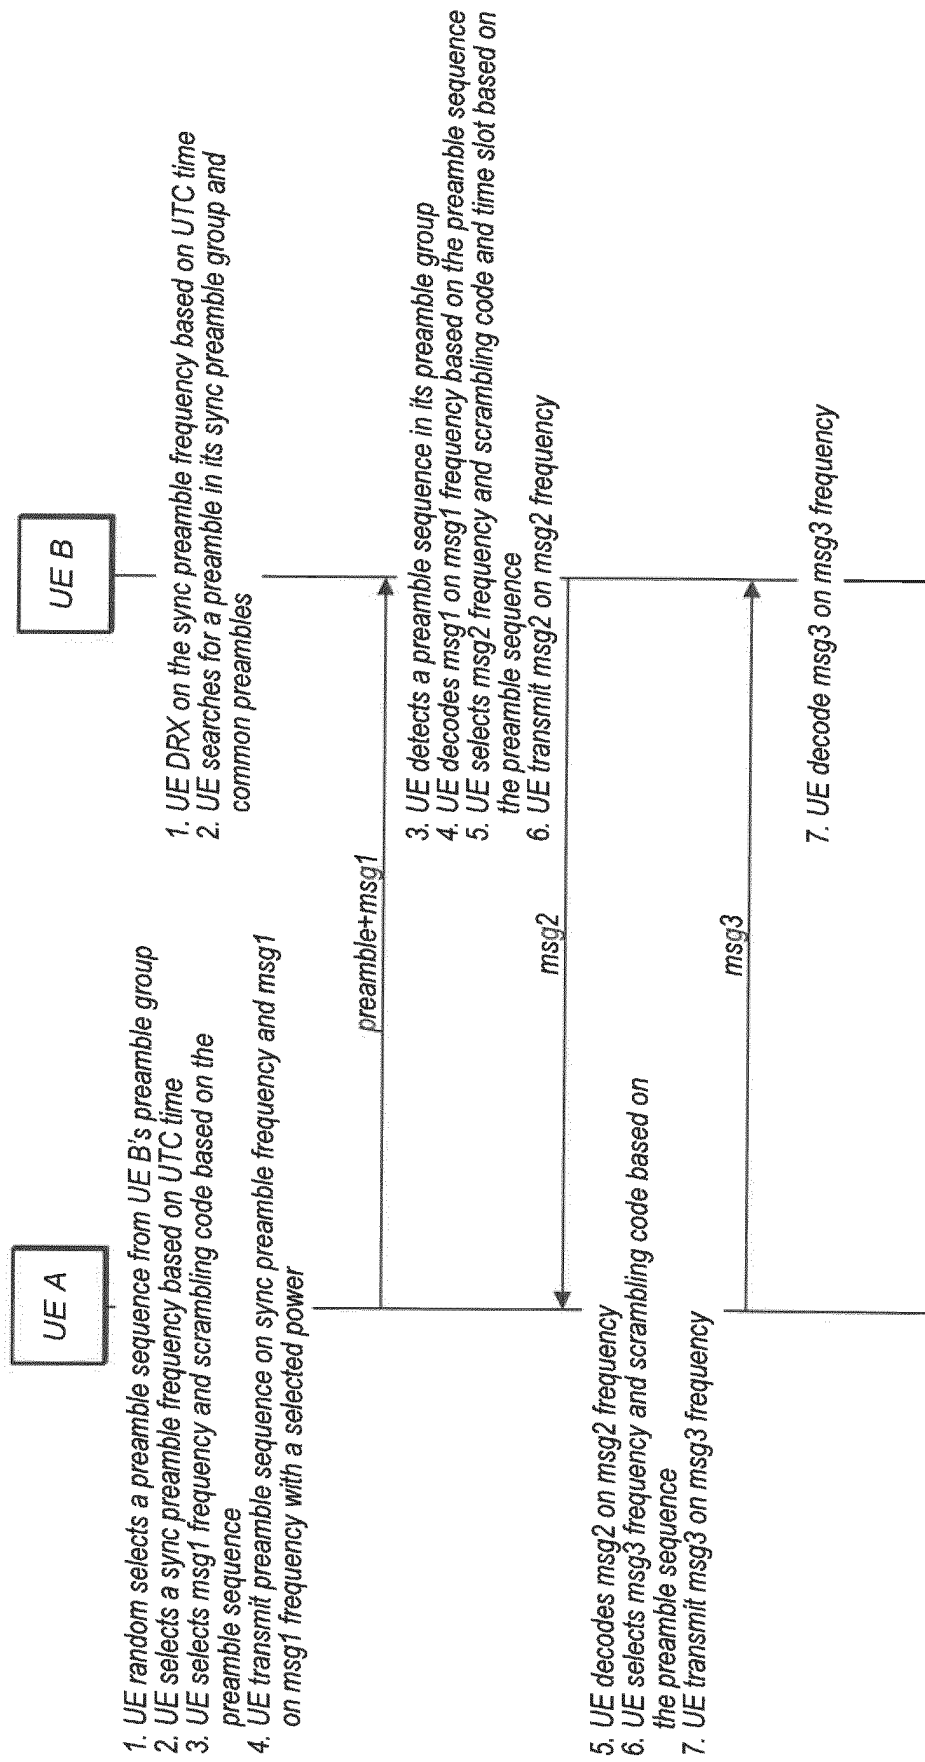 UE A
UE B
1. UE random selects a preamble sequence from UE B's preamble group
2. UE selects a sync preamble frequency based on UTC time
3. UE selects msg1 frequency and scrambling code based on the
preamble sequence
4. UE transmit preamble sequence on sync preamble frequency and msg1
on msg1 frequency with a selected power
1. UE DRX on the sync preamble frequency based on UTC time
2. UE searches for a preamble in its sync preamble group and
common preambles
preamble+msg1
3. UE detects a preamble sequence in its preamble group
4. UE decodes msg1 on msg1 frequency based on the preamble sequence
5. UE selects msg2 frequency and scrambling code and time slot based on
the preamble sequence
6. UE transmit msg2 on msg2 frequency
msg2
5. UE decodes msg2 on msg2 frequency
6. UE selects msg3 frequency and scrambling code based on
the preamble sequence
7. UE transmit msg3 on msg3 frequency
msg3
7. UE decode msg3 on msg3 frequency